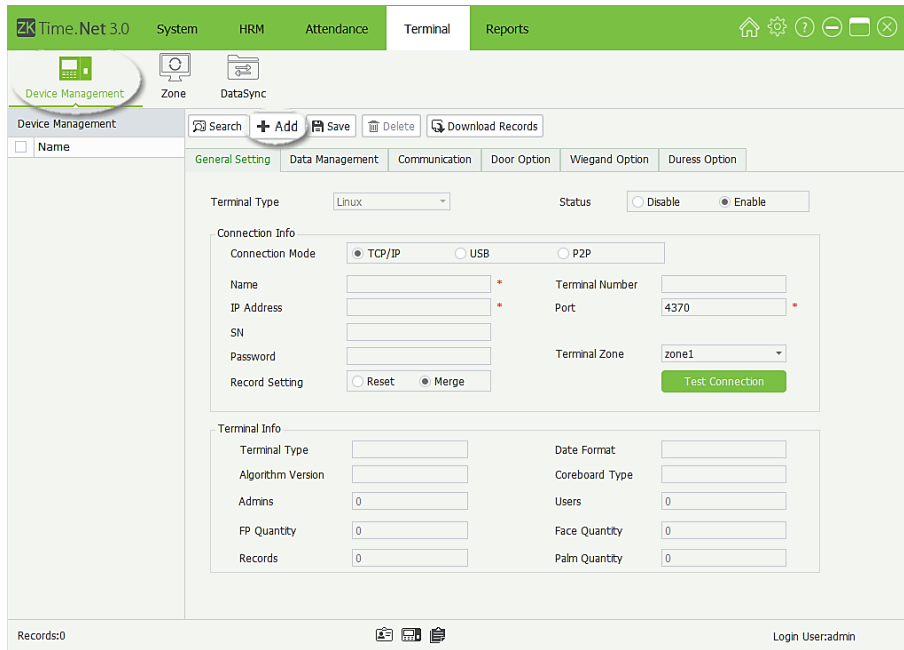 ZK Time.Net 3.0 System HRM Attendance Terminal Reports
Device Management Zone DataSync
Device Management Search Add Save Delete Download Records
Name
General Setting Data Management Communication Door Option Wiegand Option Duress Option
Terminal Type Linux Status Disable Enable
Connection Info
Connection Mode TCP/IP USB P2P
Name * Terminal Number
IP Address * Port 4370 *
SN
Password Terminal Zone zone1
Record Setting Reset Merge Test Connection
Terminal Info
Terminal Type Date Format
Algorithm Version Coreboard Type
Admins 0 Users 0
FP Quantity 0 Face Quantity 0
Records 0 Palm Quantity 0
Records:0 Login User:admin